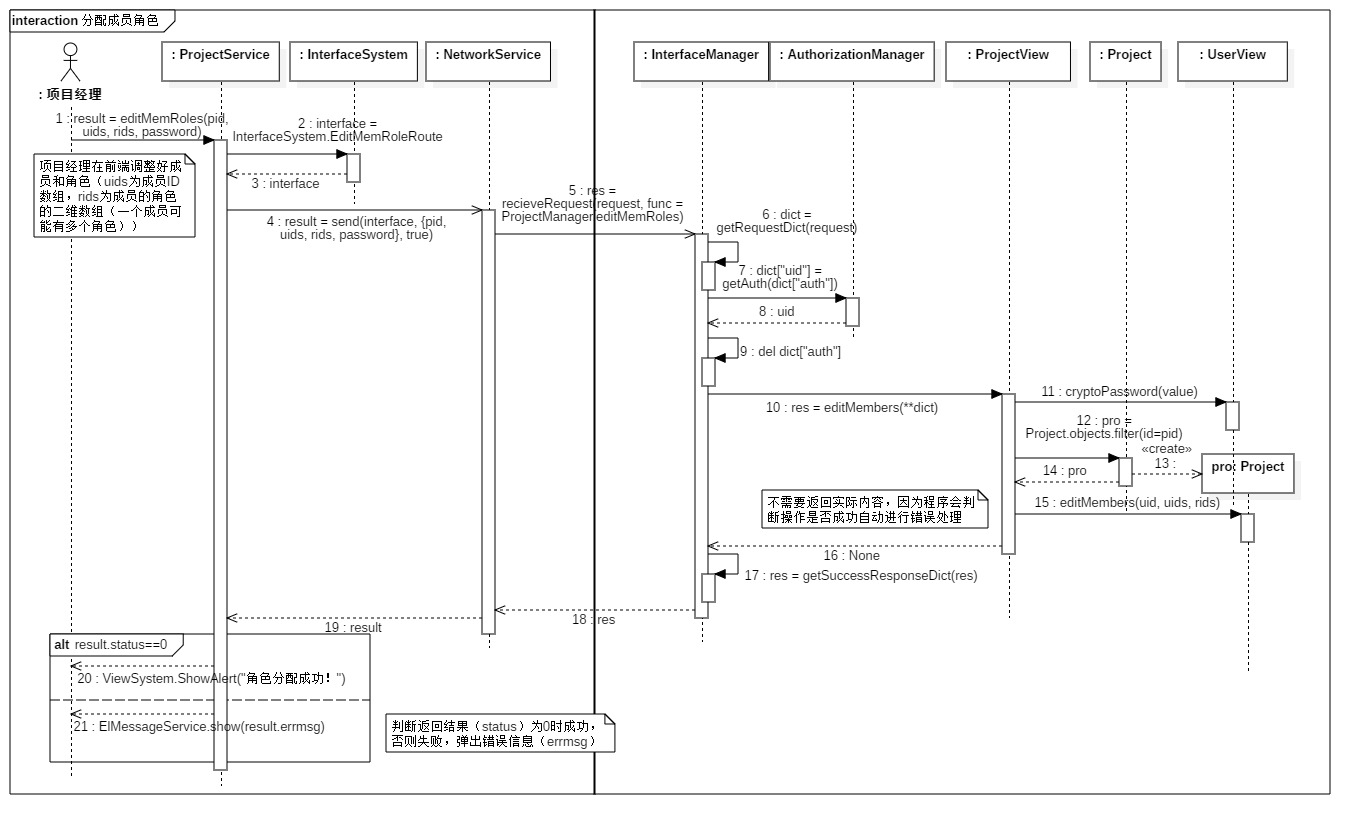 interaction 分配成员角色
: 项目经理
: ProjectService
: InterfaceSystem
: NetworkService
: InterfaceManager
: AuthorizationManager
: ProjectView
: Project
: UserView
1 : result = editMemRoles(pid,
uids, rids, password)
2 : interface =
InterfaceSystem.EditMemRoleRoute
项目经理在前端调整好成
员和角色（uids为成员ID
数组，rids为成员的角色
的二维数组（一个成员可
能有多个角色））
3 : interface
4 : result = send(interface, {pid,
uids, rids, password}, true)
5 : res =
recieveRequest(request, func =
ProjectManager.editMemRoles)
6 : dict =
getRequestDict(request)
7 : dict["uid"] =
getAuth(dict["auth"])
8 : uid
9 : del dict["auth"]
10 : res = editMembers(**dict)
11 : cryptoPassword(value)
12 : pro =
Project.objects.filter(id=pid)
«create»
13 :
14 : pro
pro: Project
15 : editMembers(uid, uids, rids)
不需要返回实际内容，因为程序会判
断操作是否成功自动进行错误处理
16 : None
17 : res = getSuccessResponseDict(res)
18 : res
19 : result
alt result.status==0
20 : ViewSystem.ShowAlert("角色分配成功！")
21 : ElMessageService.show(result.errmsg)
判断返回结果（status）为0时成功，
否则失败，弹出错误信息（errmsg）